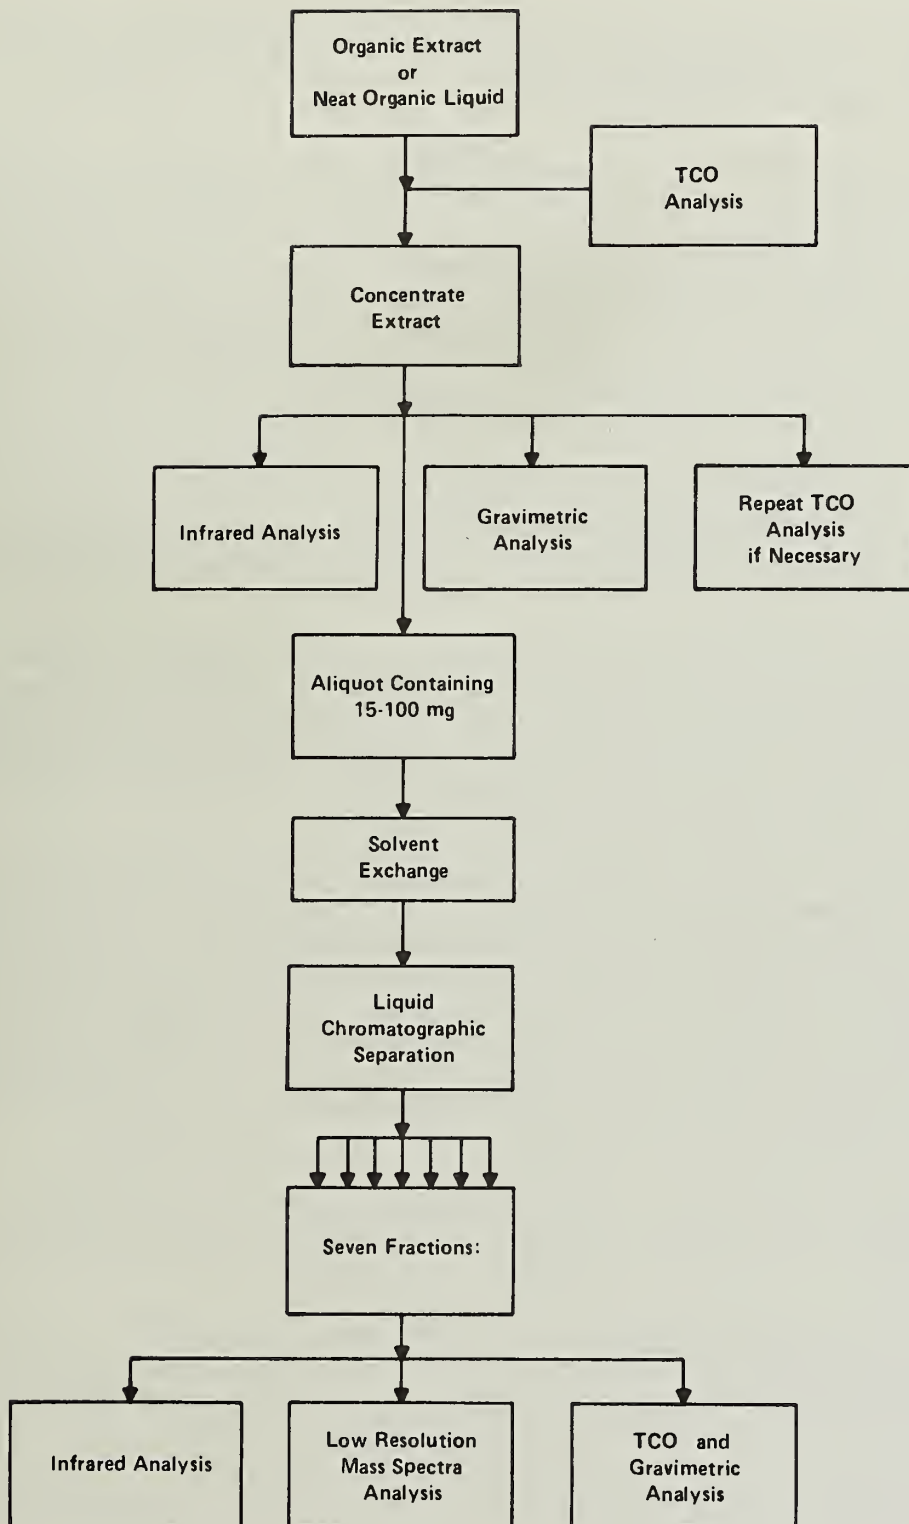 Organic Extract
or
Neat Organic Liquid
TCO
Analysis
Concentrate
Extract
Infrared Analysis
Gravimetric
Analysis
Repeat TCO
Analysis
if Necessary
Aliquot Containing
15-100 mg
Solvent
Exchange
Liquid
Chromatographic
Separation
Seven Fractions:
Infrared Analysis
Low Resolution
Mass Spectra
Analysis
TCO and
Gravimetric
Analysis